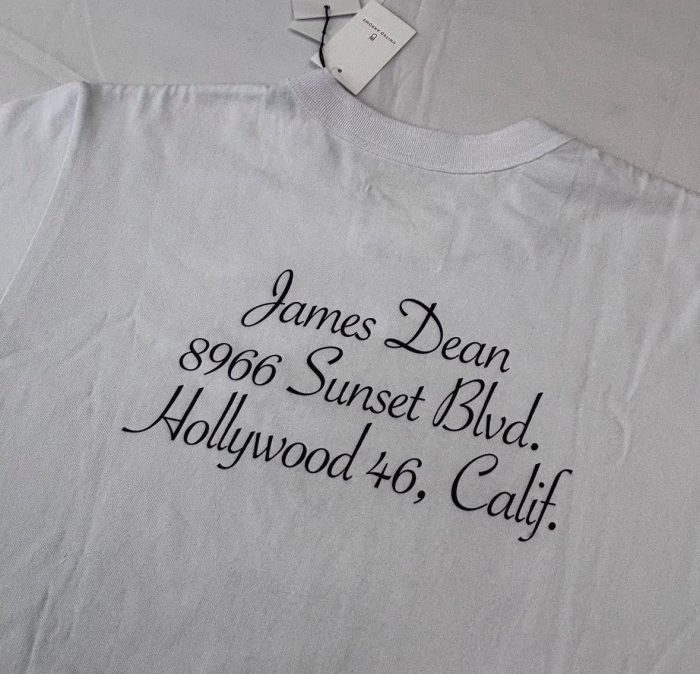 James Dean
8966 Sunset Blvd.
Hollywood 46, Calif.